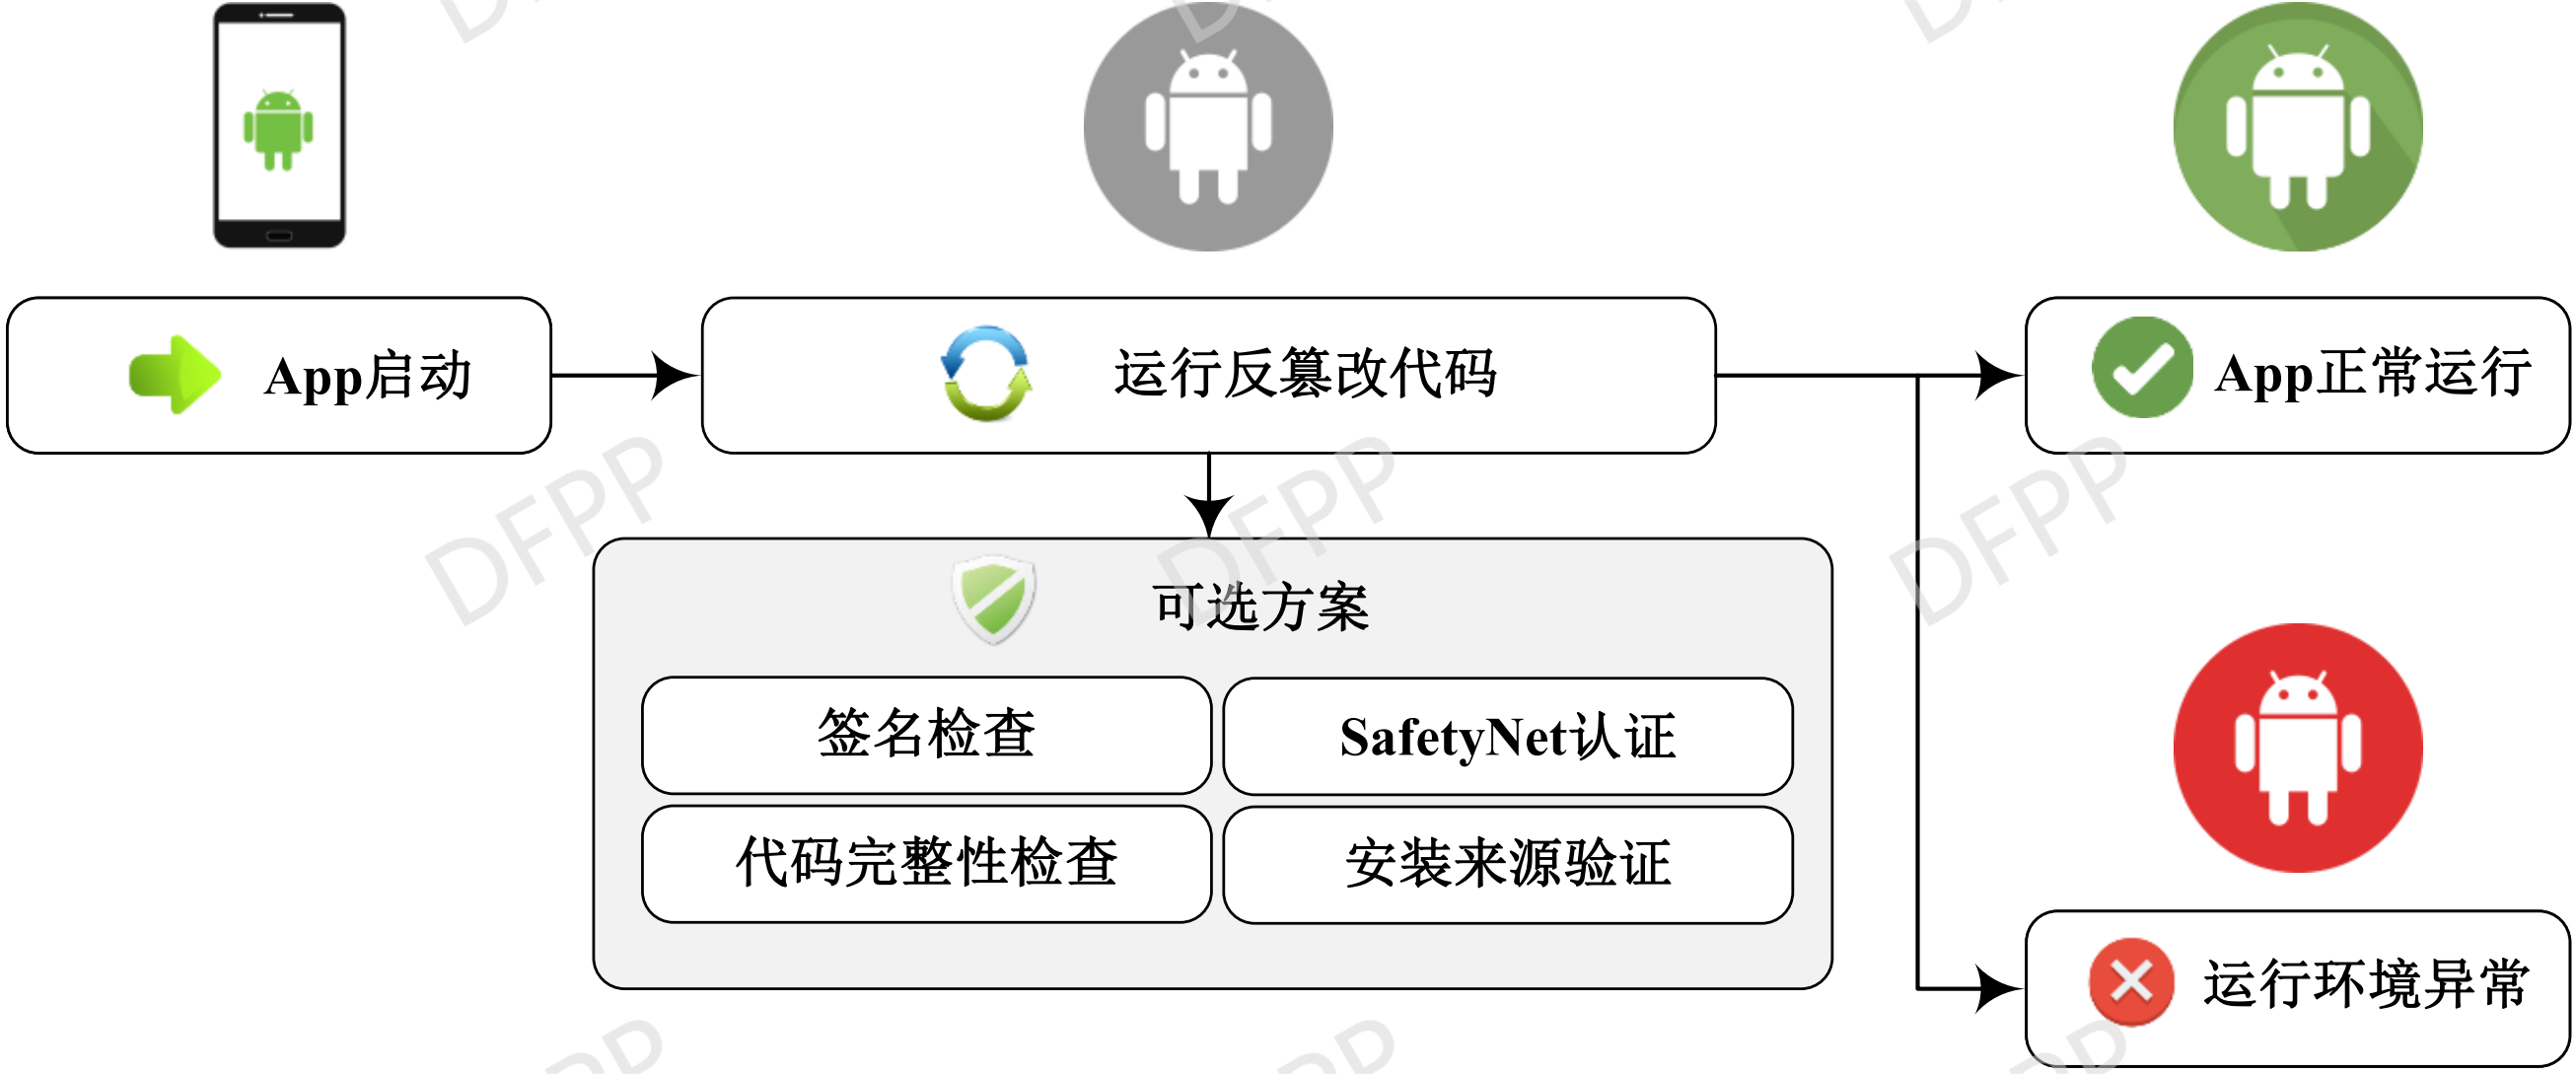 DFPP
App启动
运行反篡改代码
App正常运行
DFPP
DFPP
DFPP
可选方案
签名检查
SafetyNet认证
代码完整性检查
安装来源验证
运行环境异常